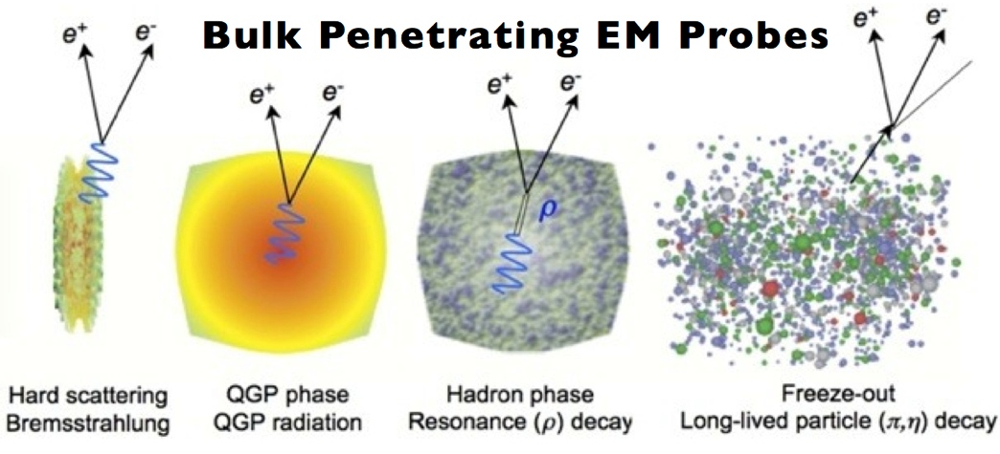 Bulk Penetrating EM Probes
e+ e-
e+ e-
e+ e-
e+ e-
ρ
Hard scattering
Bremsstrahlung
QGP phase
QGP radiation
Hadron phase
Resonance (ρ) decay
Freeze-out
Long-lived particle (π,η) decay